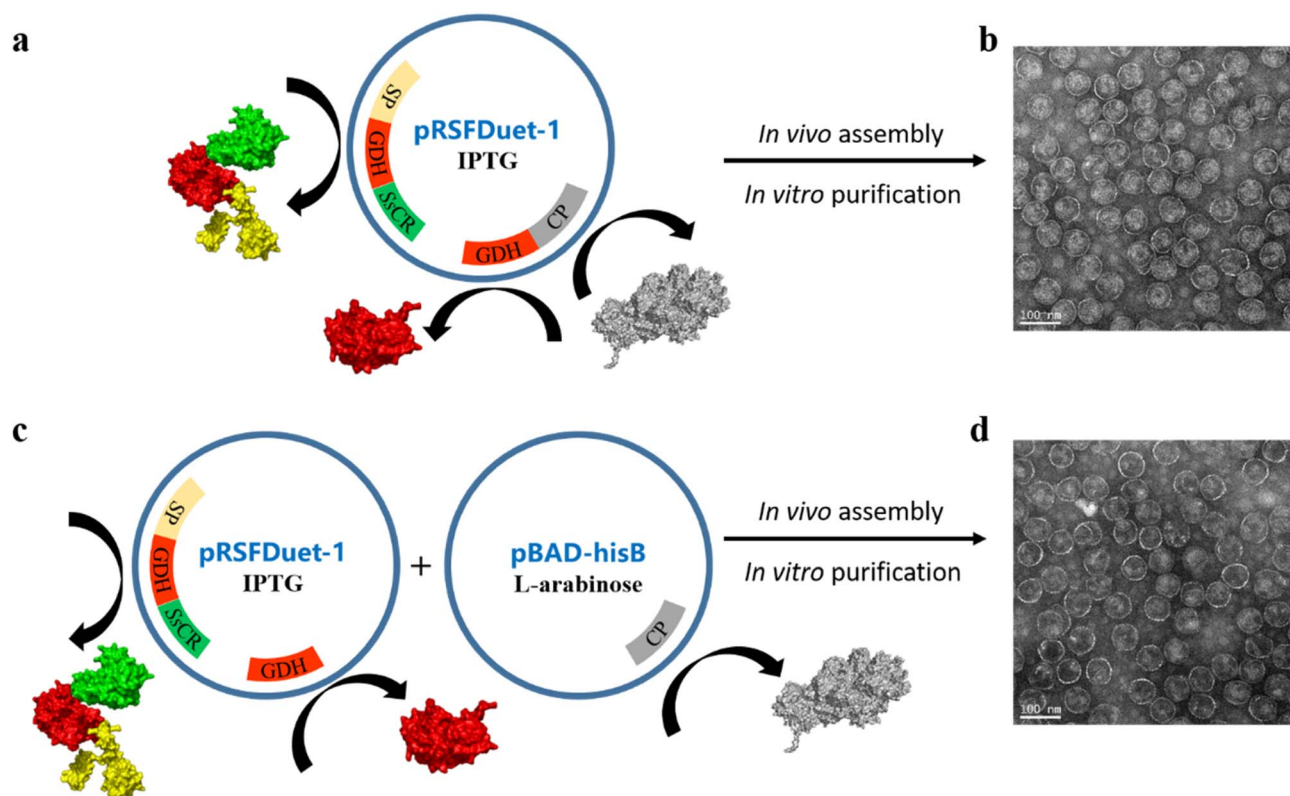 a
SP
GDH
SsCR
pRSFDuet-1
IPTG
GDH
CP
In vivo assembly
In vitro purification
b
100 nm
c
SP
GDH
SsCR
pRSFDuet-1
IPTG
GDH
+
pBAD-hisB
L-arabinose
CP
In vivo assembly
In vitro purification
d
100 nm